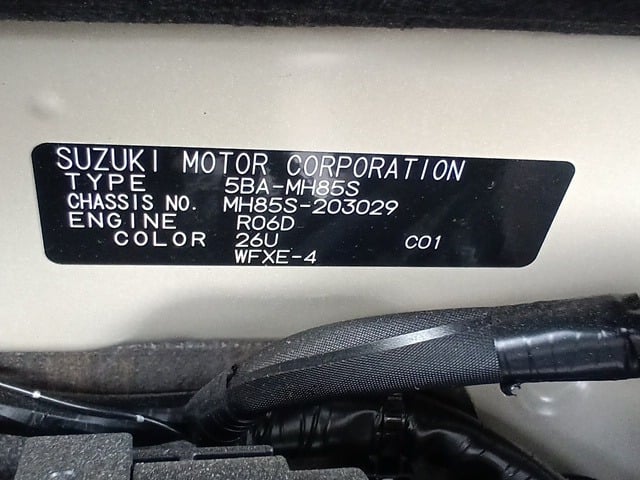 SUZUKI MOTOR CORPORATION
TYPE 5BA-MH85S
CHASSIS NO. MH85S-203029
ENGINE R06D
COLOR 26U C01
WFXE-4